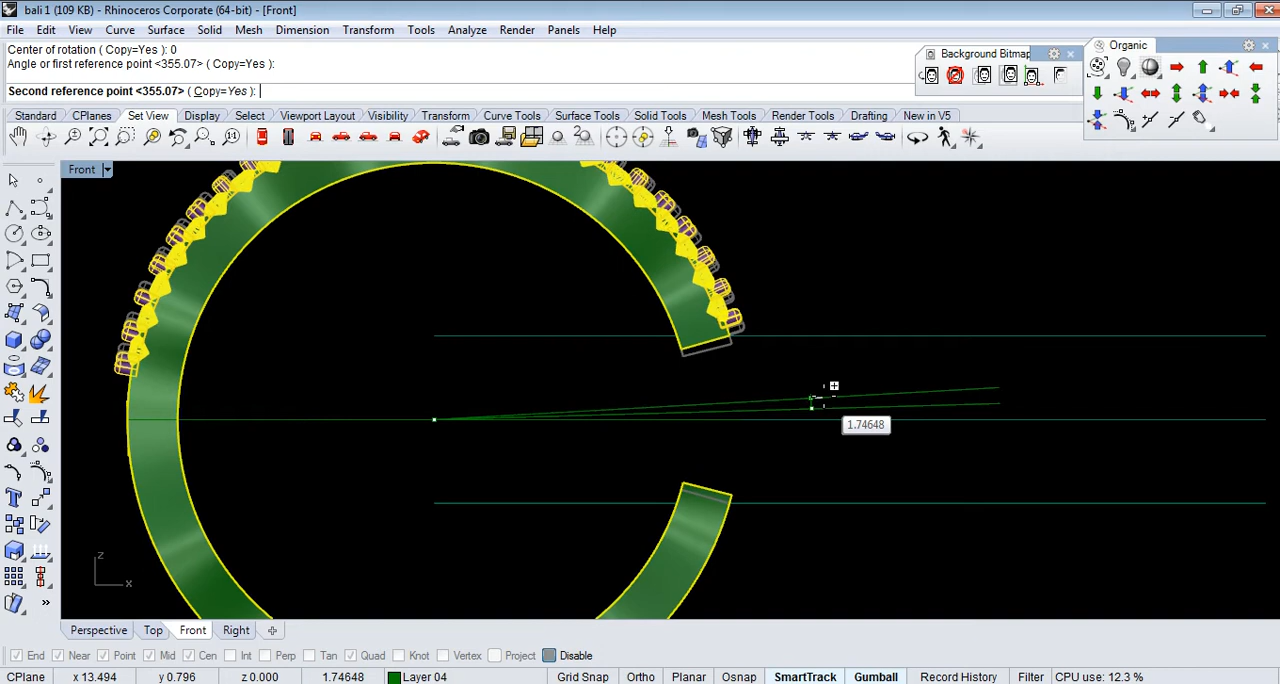 bali 1 (109 KB) - Rhinoceros Corporate (64-bit) - [Front]
File Edit View Curve Surface Solid Mesh Dimension Transform Tools Analyze Render Panels Help
Center of rotation ( Copy=Yes ): 0
Angle or first reference point <355.07> ( Copy=Yes ):
Second reference point <355.07> ( Copy=Yes ):
Background Bitmap
Organic
Standard CPlanes Set View Display Select Viewport Layout Visibility Transform Curve Tools Surface Tools Solid Tools Mesh Tools Render Tools Drafting New in V5
Front
1.74648
z
x
Perspective Top Front Right
End Near Point Mid Cen Int Perp Tan Quad Knot Vertex Project Disable
CPlane x 13.494 y 0.796 z 0.000 1.74648 Layer 04 Grid Snap Ortho Planar Osnap SmartTrack Gumball Record History Filter CPU use: 12.3 %